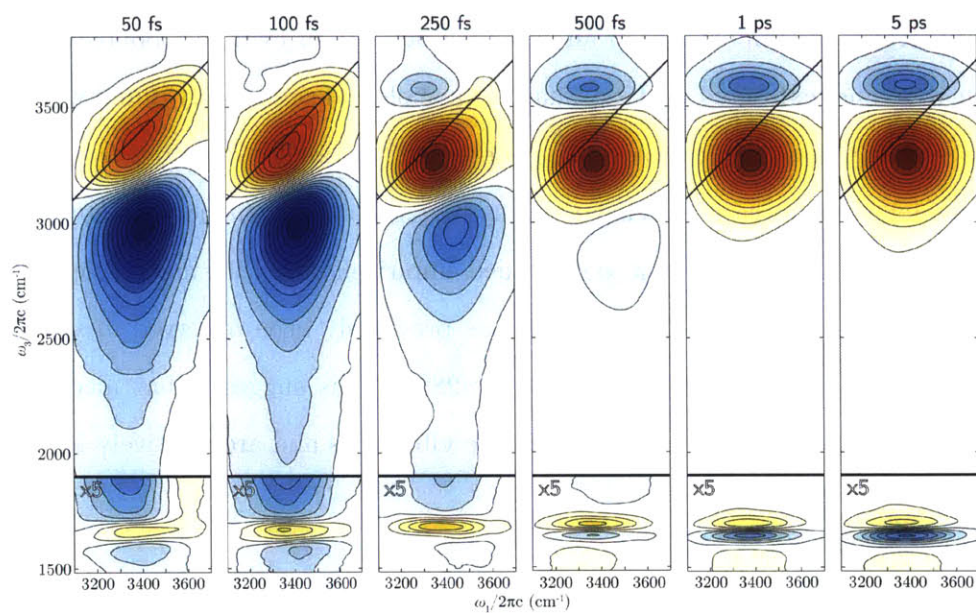 50 fs 100 fs 250 fs 500 fs 1 ps 5 ps
3500
3000
2500
2000
1500
ω₃/2πc (cm⁻¹)
x5 x5 x5 x5 x5 x5
3200 3400 3600 3200 3400 3600 3200 3400 3600 3200 3400 3600 3200 3400 3600 3200 3400 3600
ω₁/2πc (cm⁻¹)